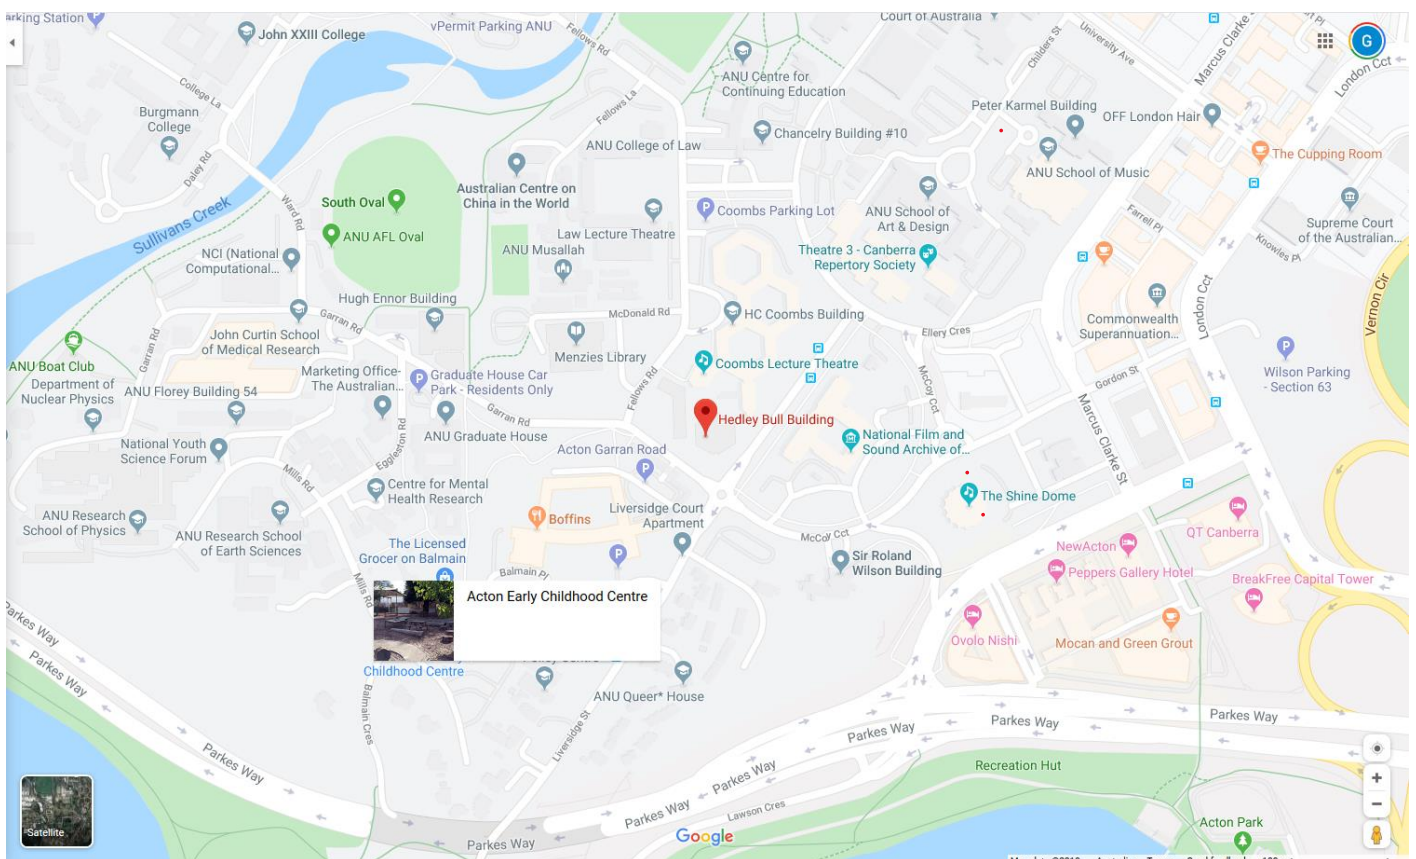 arking Station
John XXIII College
vPermit Parking ANU
Fellows Rd
Court of Australia
University Ave
Childers St
Marcus Clarke St
London Cct
G
College La
Burgmann
College
Daley Rd
Ward Rd
Sullivans Creek
ANU Centre for
Continuing Education
Fellows La
Chancelry Building #10
ANU College of Law
Peter Karmel Building
OFF London Hair
The Cupping Room
ANU School of Music
South Oval
ANU AFL Oval
Australian Centre on
China in the World
Law Lecture Theatre
ANU Musallah
Coombs Parking Lot
ANU School of
Art & Design
Theatre 3 - Canberra
Repertory Society
Farrell Pl
Supreme Court
of the Australian...
Knowles Pl
NCI (National
Computational...
Hugh Ennor Building
McDonald Rd
HC Coombs Building
Ellery Cres
Commonwealth
Superannuation...
London Cct
Vernon Cir
Garran Rd
John Curtin School
of Medical Research
Garran Rd
Menzies Library
Coombs Lecture Theatre
Wilson Parking
- Section 63
ANU Boat Club
Department of
Nuclear Physics
ANU Florey Building 54
Marketing Office-
The Australian...
Graduate House Car
Park - Residents Only
Fellows Rd
McCoy Cct
Gordon St
Marcus Clarke St
Garran Rd
Hedley Bull Building
National Youth
Science Forum
ANU Graduate House
Eggleston Rd
Acton Garran Road
National Film and
Sound Archive of...
Mills Rd
Centre for Mental
Health Research
The Shine Dome
ANU Research
School of Physics
ANU Research School
of Earth Sciences
Boffins
Liversidge Court
Apartment
McCoy Cct
QT Canberra
NewActon
The Licensed
Grocer on Balmain
Sir Roland
Wilson Building
Peppers Gallery Hotel
BreakFree Capital Tower
Balmain Pl
Mills Rd
Acton Early Childhood Centre
Childhood Centre
Ovolo Nishi
Mocan and Green Grout
ANU Queer* House
Parkes Way
Parkes Way
Balmain Cres
Liversidge St
Parkes Way
Parkes Way
Parkes Way
Parkes Way
Parkes Way
Recreation Hut
Lawson Cres
Parkes Way
Parkes Way
Google
Acton Park
Satellite